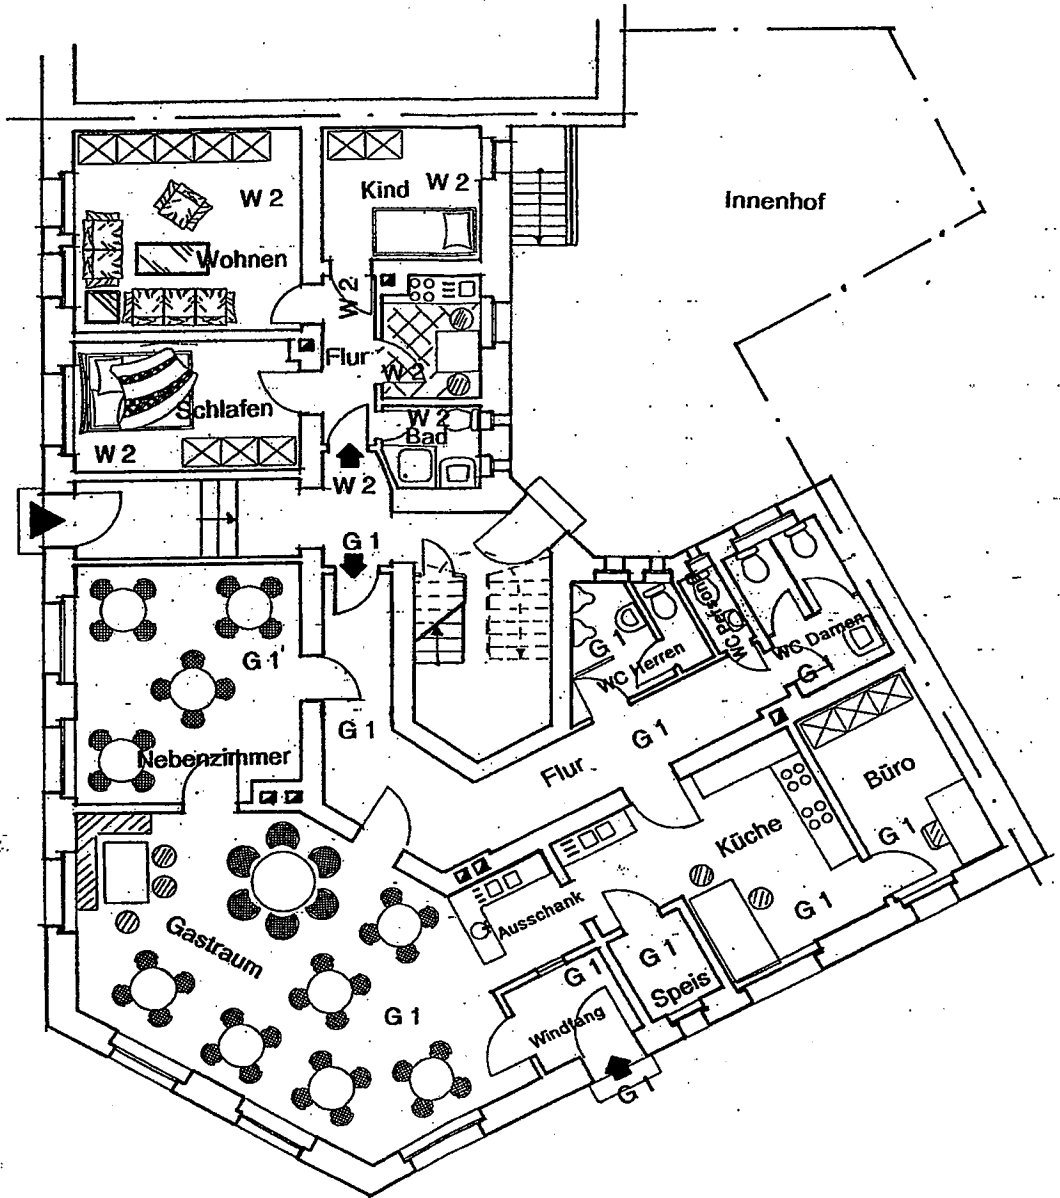 W 2
Kind
W 2
Innenhof
Wohnen
W 2
Flur
W 2
Schlafen
W 2
Bad
W 2
W 2
G 1
G 1
WC Herren
WC Personal
WC Damen
G 1
G 1
Nebenzimmer
G 1
G 1
Flur
Büro
G 1
Küche
G 1
Gastraum
G 1
Ausschank
G 1
G 1
Speis
Windfang
G 1